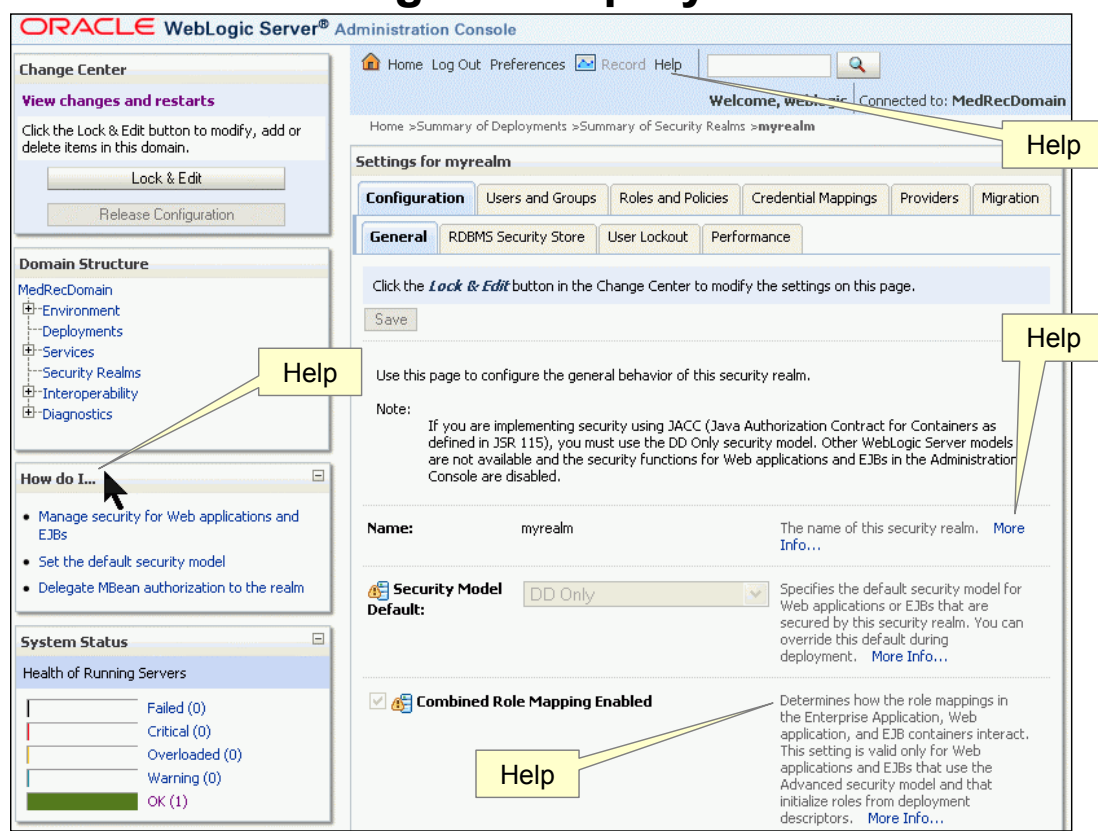 ORACLE WebLogic Server® Administration Console
Change Center
View changes and restarts
Click the Lock & Edit button to modify, add or
delete items in this domain.
Lock & Edit
Release Configuration
Domain Structure
MedRecDomain
Environment
Deployments
Services
Security Realms
Interoperability
Diagnostics
Help
How do I...
Manage security for Web applications and
EJBs
Set the default security model
Delegate MBean authorization to the realm
System Status
Health of Running Servers
Failed (0)
Critical (0)
Overloaded (0)
Warning (0)
OK (1)
Home Log Out Preferences Record Help
Welcome, weblogic Connected to: MedRecDomain
Home >Summary of Deployments >Summary of Security Realms >myrealm
Help
Settings for myrealm
Configuration Users and Groups Roles and Policies Credential Mappings Providers Migration
General RDBMS Security Store User Lockout Performance
Click the Lock & Edit button in the Change Center to modify the settings on this page.
Save
Help
Use this page to configure the general behavior of this security realm.
Note:
If you are implementing security using JACC (Java Authorization Contract for Containers as
defined in JSR 115), you must use the DD Only security model. Other WebLogic Server models
are not available and the security functions for Web applications and EJBs in the Administration
Console are disabled.
Name: myrealm
The name of this security realm. More
Info...
Security Model
Default:
DD Only
Specifies the default security model for
Web applications or EJBs that are
secured by this security realm. You can
override this default during
deployment. More Info...
Combined Role Mapping Enabled
Determines how the role mappings in
the Enterprise Application, Web
application, and EJB containers interact.
This setting is valid only for Web
applications and EJBs that use the
Advanced security model and that
initialize roles from deployment
descriptors. More Info...
Help